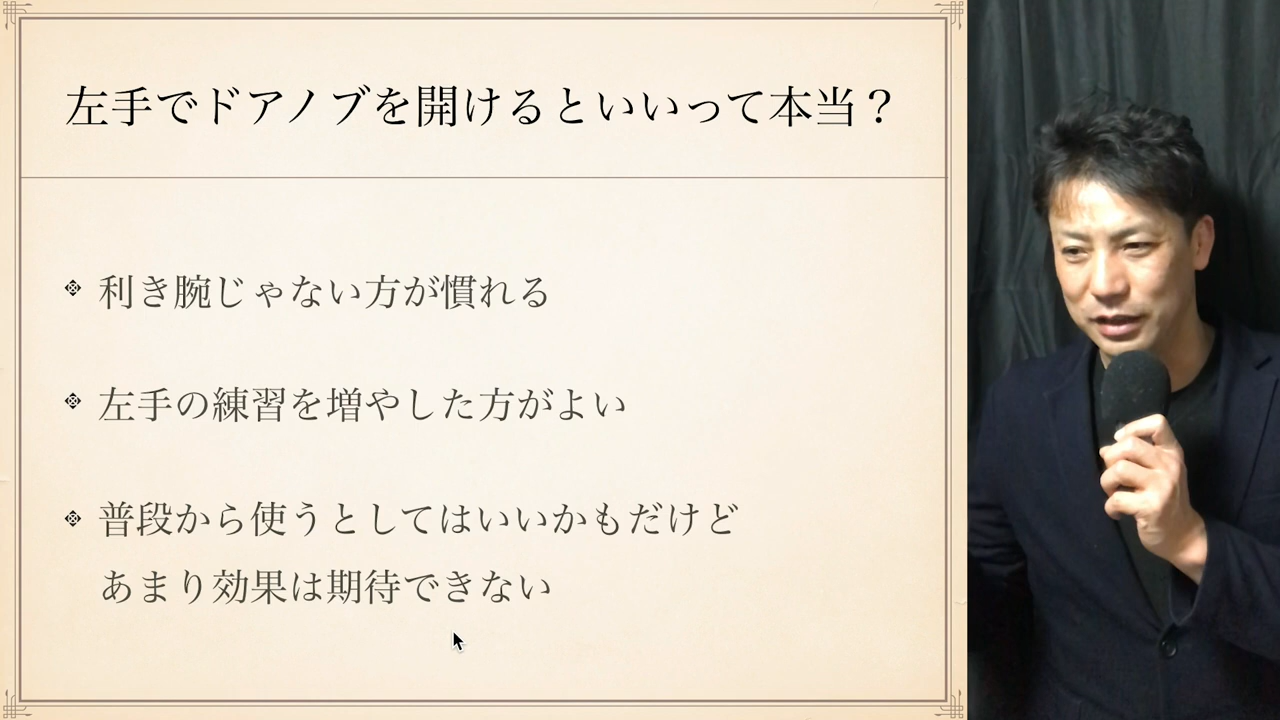 左手でドアノブを開けるといいって本当？
利き腕じゃない方が慣れる
左手の練習を増やした方がよい
普段から使うとしてはいいかもだけど
あまり効果は期待できない